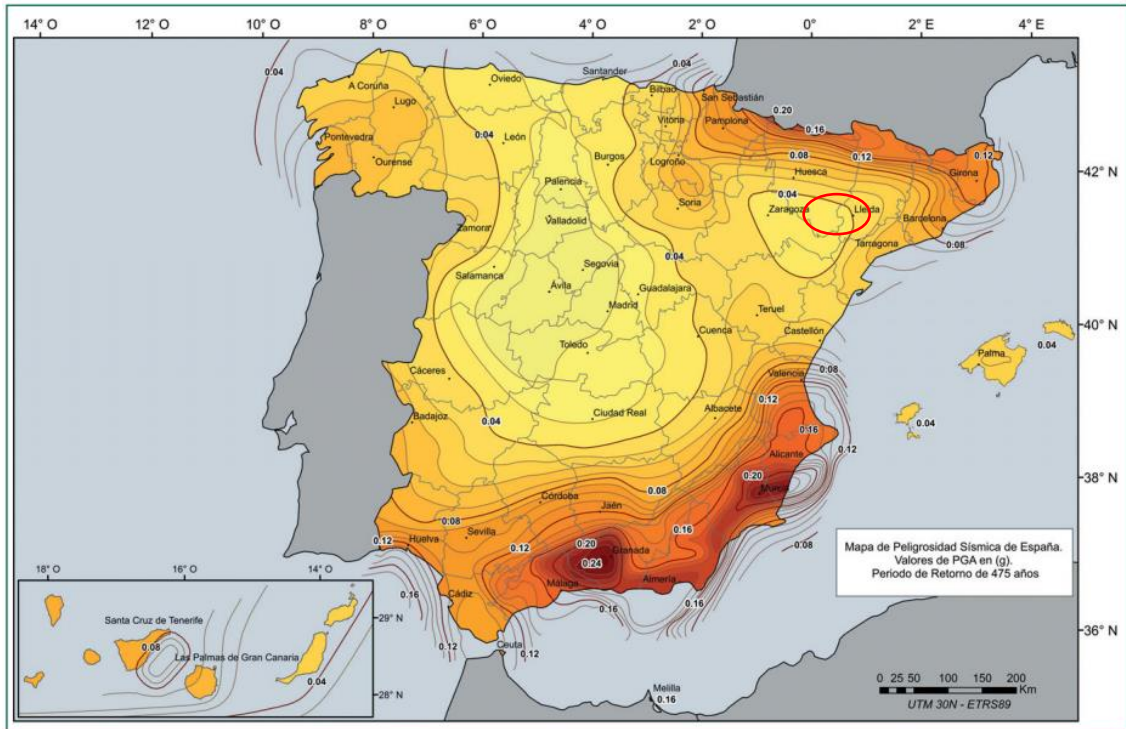 14° O 12° O 10° O 8° O 6° O 4° O 2° O 0° 2° E 4° E
0.04
Santander
0.04
Oviedo
A Coruña
Bilbao
San Sebastián
Lugo
0.20
0.04
Vitoria
Pamplona
0.16
Pontevedra
León
0.12
0.12
Ourense
Burgos
Logroño
0.08
42° N
Huesca
Girona
Palencia
0.04
Soria
Zaragoza
Lleida
Valladolid
Barcelona
Zamora
Tarragona
0.08
0.04
Segovia
Salamanca
Ávila
Guadalajara
Madrid
Teruel
40° N
Cuenca
Castellón
0.04
Toledo
Palma
Cáceres
Valencia
0.08
0.12
Badajoz
Ciudad Real
Albacete
0.04
0.04
0.16
0.12
Alicante
0.20
38° N
Murcia
Córdoba
0.08
Jaén
0.08
Sevilla
0.16
0.12
Huelva
0.12
0.20
Granada
0.08
0.24
Málaga
Almería
0.16
Cádiz
0.16
36° N
Ceuta
0.12
0.12
Melilla
0.16
Mapa de Peligrosidad Sísmica de España.
Valores de PGA en (g).
Periodo de Retorno de 475 años
0 25 50 100 150 200
Km
UTM 30N - ETRS89
18° O 16° O 14° O
Santa Cruz de Tenerife
29° N
0.08
Las Palmas de Gran Canaria
0.04
28° N